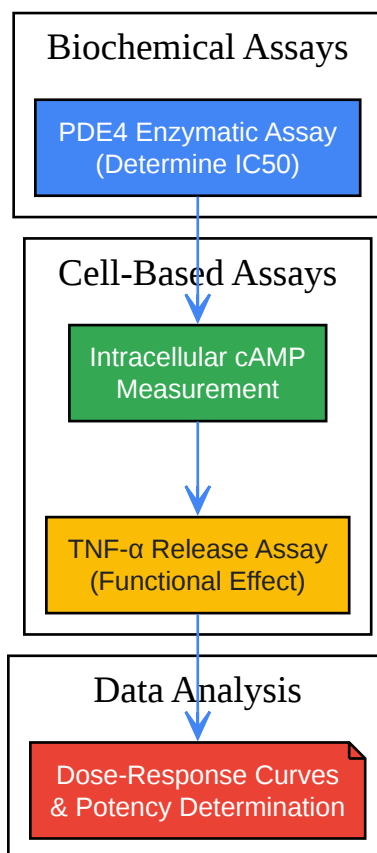 Biochemical Assays
PDE4 Enzymatic Assay
(Determine IC50)
Cell-Based Assays
Intracellular cAMP
Measurement
TNF-α Release Assay
(Functional Effect)
Data Analysis
Dose-Response Curves
& Potency Determination